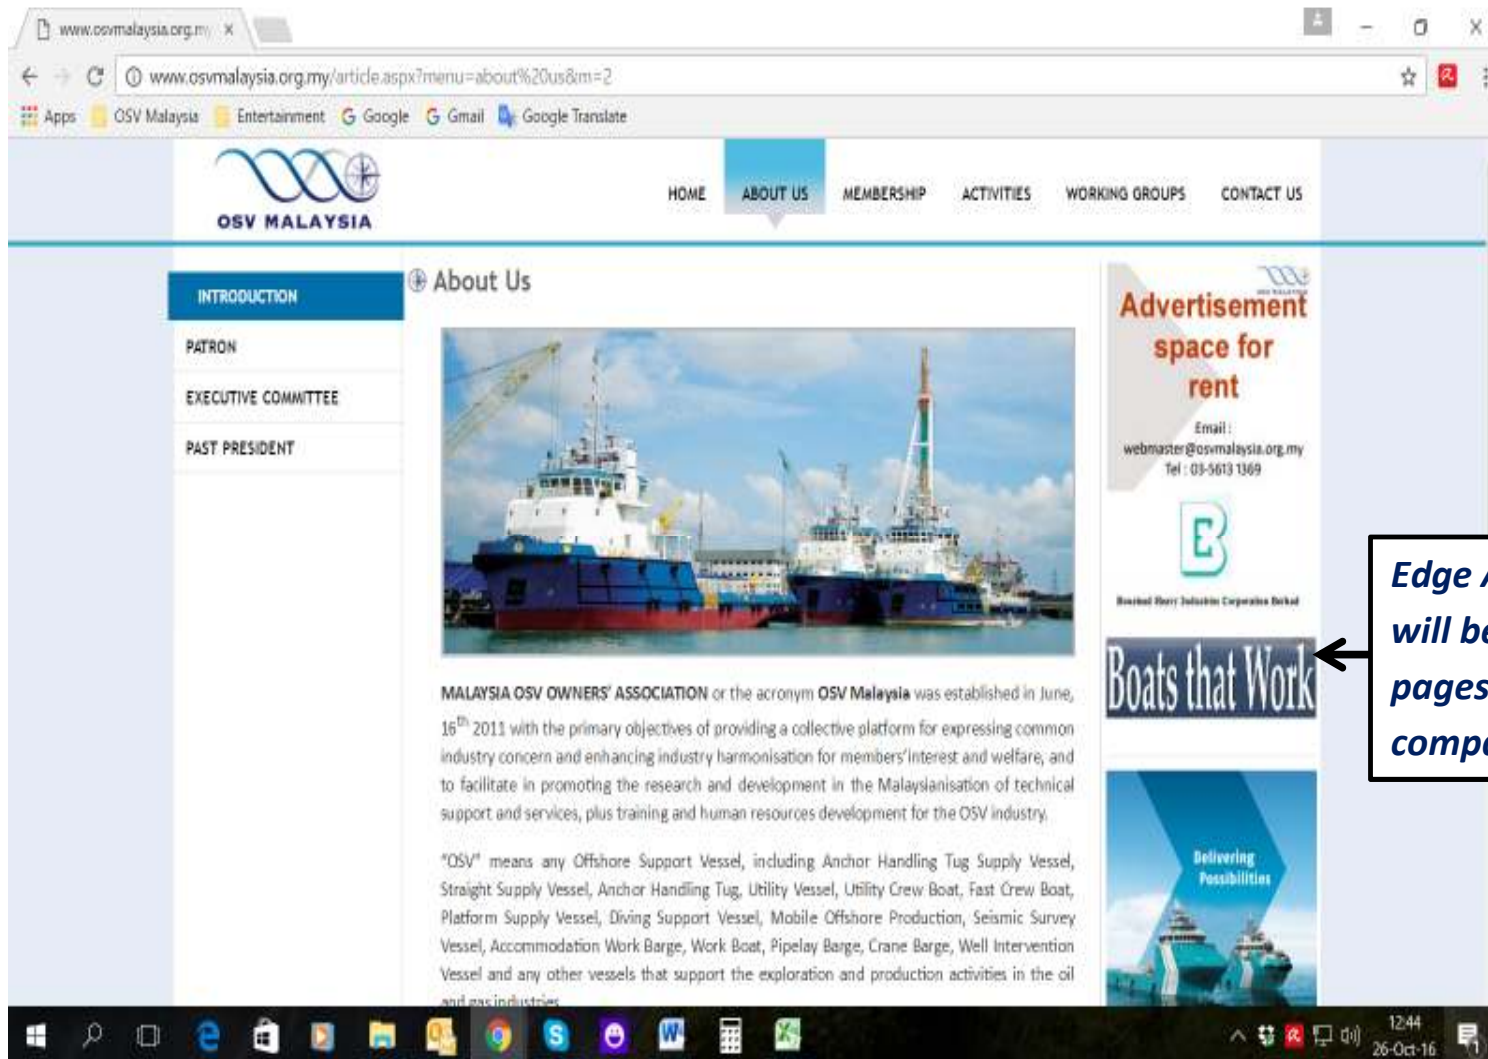 www.osvmalaysia.org.my
www.osvmalaysia.org.my/article.aspx?menu=about%20us&m=2
Apps OSV Malaysia Entertainment Google Gmail Google Translate
OSV MALAYSIA
HOME ABOUT US MEMBERSHIP ACTIVITIES WORKING GROUPS CONTACT US
INTRODUCTION
PATRON
EXECUTIVE COMMITTEE
PAST PRESIDENT
About Us
MALAYSIA OSV OWNERS' ASSOCIATION or the acronym OSV Malaysia was established in June,
16th 2011 with the primary objectives of providing a collective platform for expressing common
industry concern and enhancing industry harmonisation for members'interest and welfare, and
to facilitate in promoting the research and development in the Malaysianisation of technical
support and services, plus training and human resources development for the OSV industry.
"OSV" means any Offshore Support Vessel, including Anchor Handling Tug Supply Vessel,
Straight Supply Vessel, Anchor Handling Tug, Utility Vessel, Utility Crew Boat, Fast Crew Boat,
Platform Supply Vessel, Diving Support Vessel, Mobile Offshore Production, Seismic Survey
Vessel, Accommodation Work Barge, Work Boat, Pipelay Barge, Crane Barge, Well Intervention
Vessel and any other vessels that support the exploration and production activities in the oil
and gas industries
Advertisement
space for
rent
Email :
webmaster@osvmalaysia.org.my
Tel : 03-5613 1369
Boustead Heavy Industries Corporation Berhad
Boats that Work
Delivering
Possibilities
Edge
will be
pages
12:44
26-Oct-16